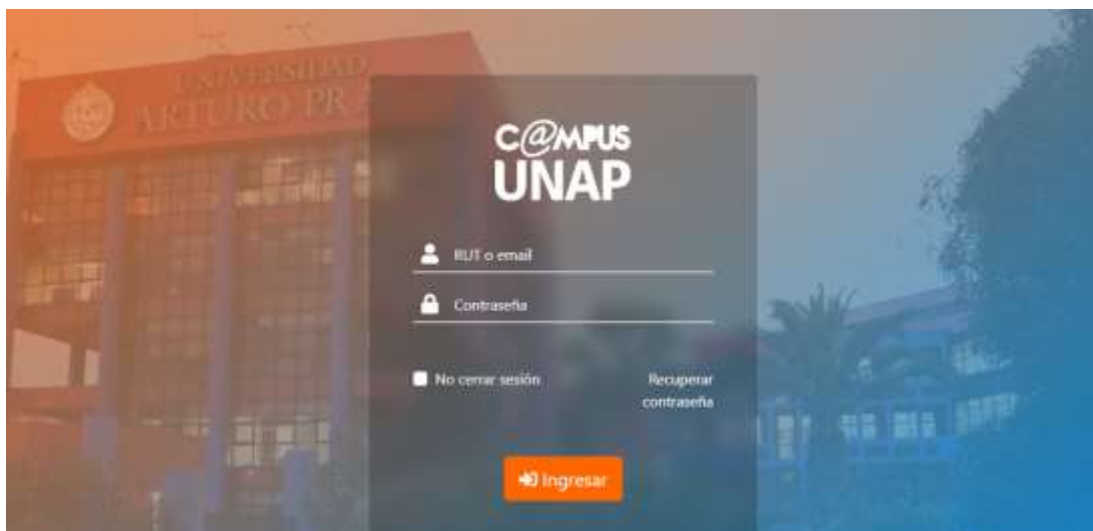 UNIVERSIDAD
ARTURO PR
C@MPUS
UNAP
RUT o email
Contraseña
No cerrar sesión
Recuperar
contraseña
Ingresar